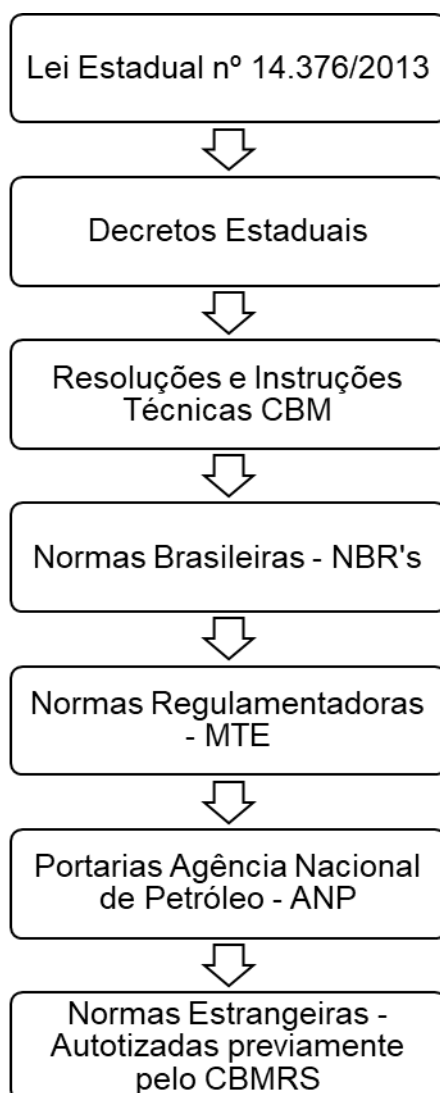 Lei Estadual nº 14.376/2013
Decretos Estaduais
Resoluções e Instruções
Técnicas CBM
Normas Brasileiras - NBR's
Normas Regulamentadoras
- MTE
Portarias Agência Nacional
de Petróleo - ANP
Normas Estrangeiras -
Autotizadas previamente
pelo CBMRS